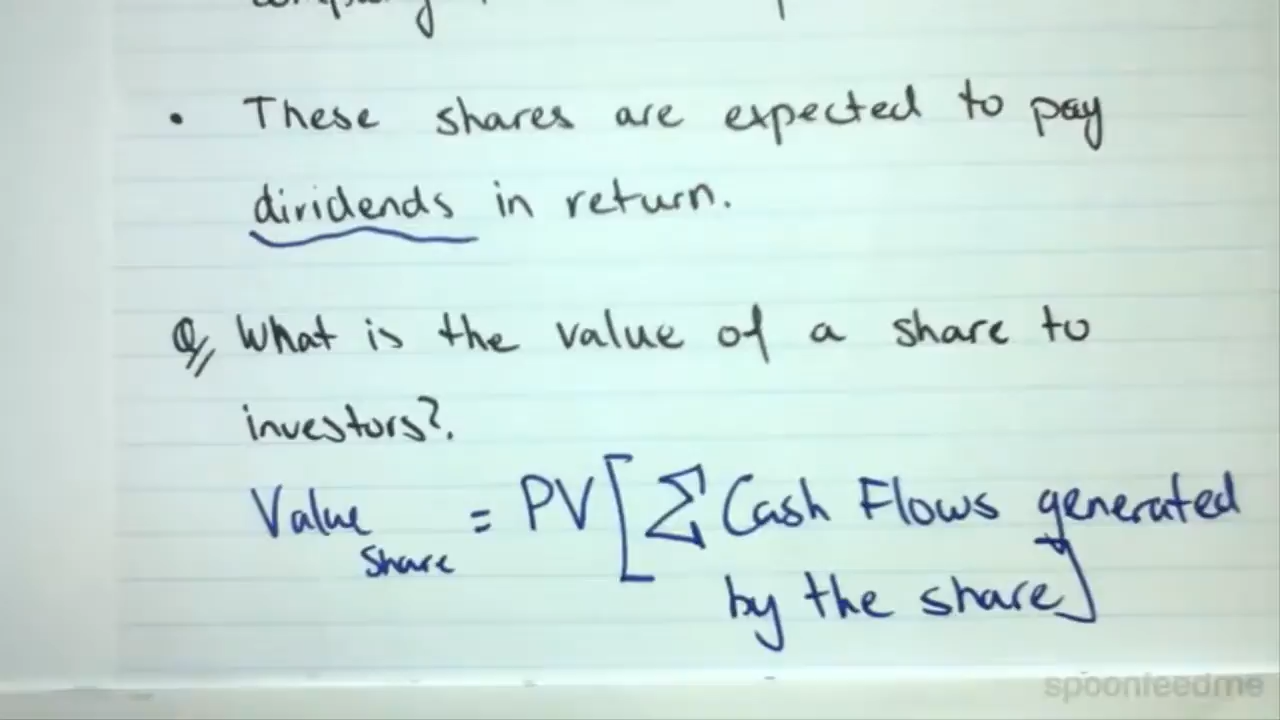 • These shares are expected to pay
dividends in return.
Q, What is the value of a share to
investors?.
Value Share = PV[Σ Cash Flows generated
by the share]
spoonfeedme